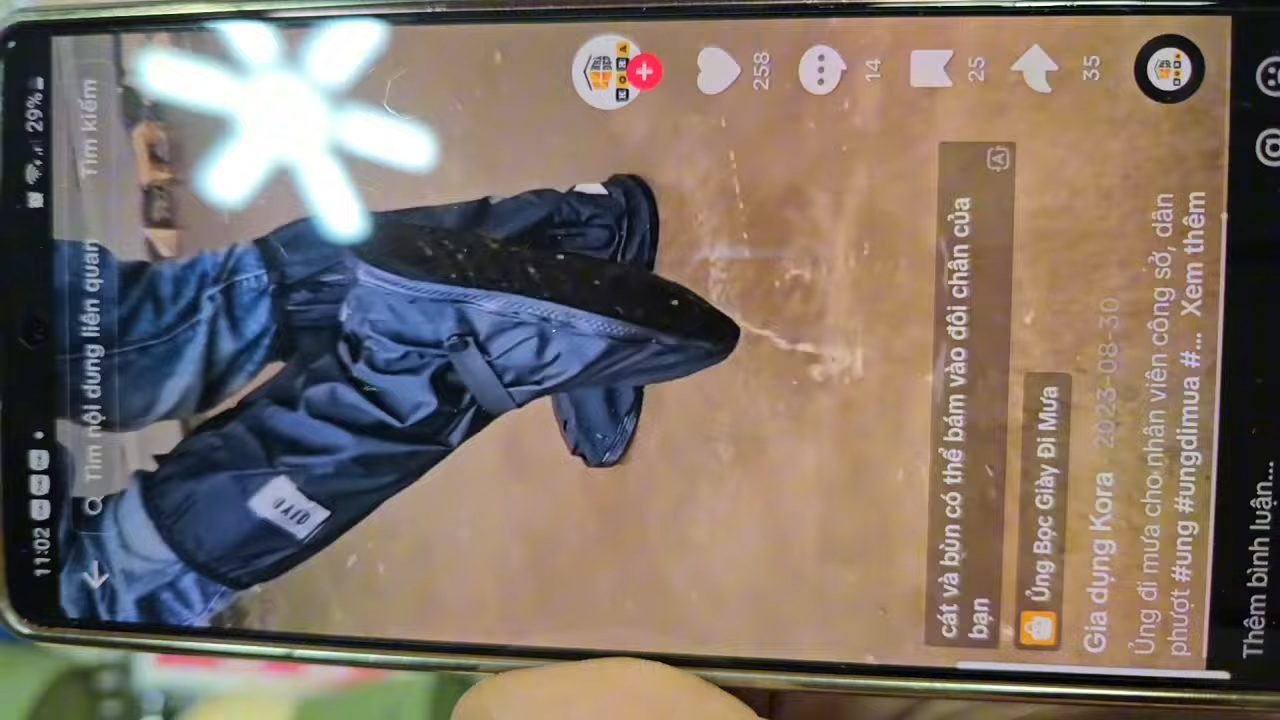 11:02
29%
Tìm nội dung liên quan
Tìm kiếm
RAID
258
14
25
35
cát và bùn có thể bám vào đôi chân của
bạn
Ủng Bọc Giày Đi Mưa
Gia dụng Kora 2023-08-30
Ủng đi mưa cho nhân viên công sở, dân
phượt #ung #ungdimua #... Xem thêm
Thêm bình luận...
@